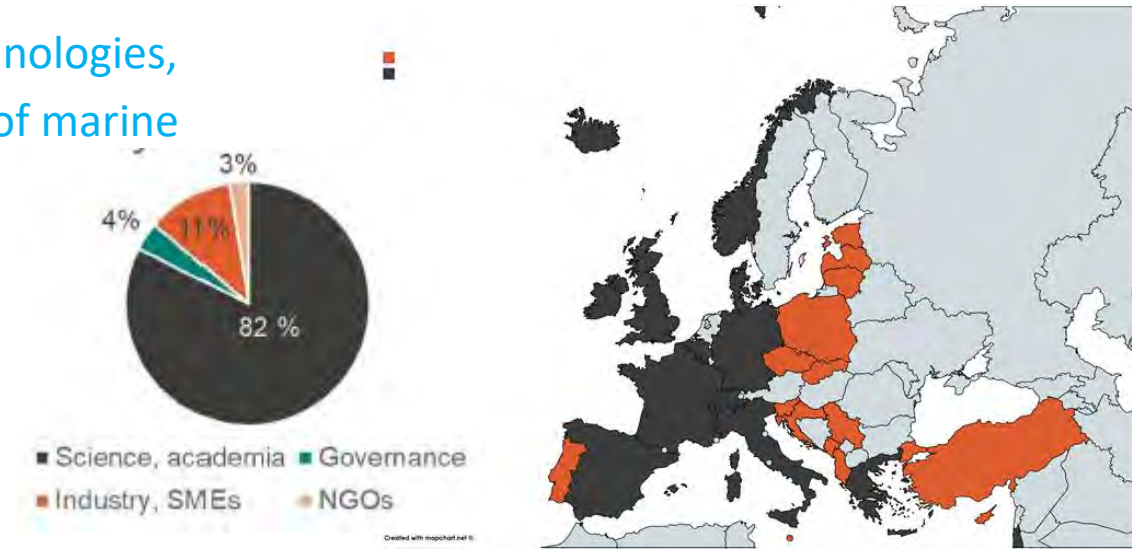 nologies,
of marine
3%
4%
11%
82 %
Science, academia
Governance
Industry, SMEs
NGOs
Created with mapchart.net ©